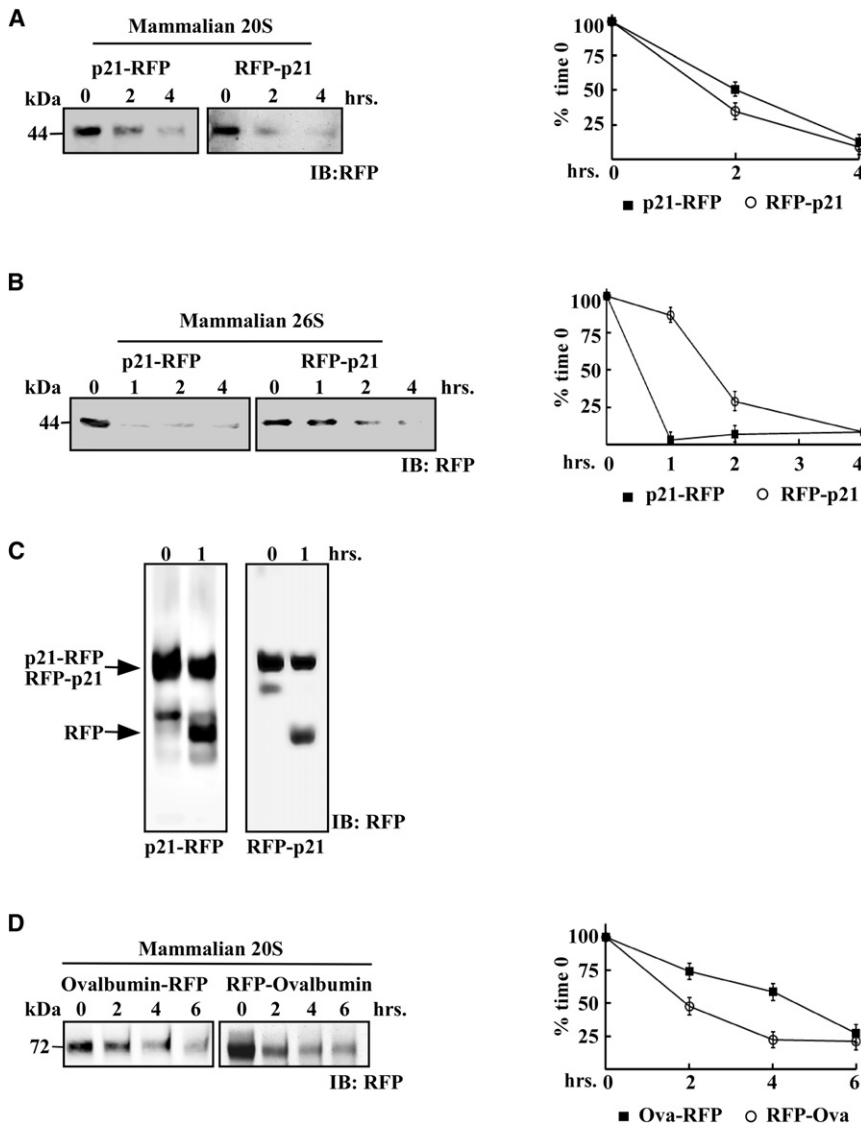 A
Mammalian 20S
p21-RFP RFP-p21
kDa 0 2 4 0 2 4 hrs.
44
IB:RFP
100
75
50
25
% time 0
hrs. 0 2 4
p21-RFP RFP-p21
B
Mammalian 26S
p21-RFP RFP-p21
kDa 0 1 2 4 0 1 2 4 hrs.
44
IB: RFP
100
75
50
25
% time 0
hrs. 0 1 2 3 4
p21-RFP RFP-p21
C
0 1 0 1 hrs.
p21-RFP
RFP-p21
RFP
IB: RFP
p21-RFP RFP-p21
D
Mammalian 20S
Ovalbumin-RFP RFP-Ovalbumin
kDa 0 2 4 6 0 2 4 6 hrs.
72
IB: RFP
100
75
50
25
% time 0
hrs. 0 2 4 6
Ova-RFP RFP-Ova